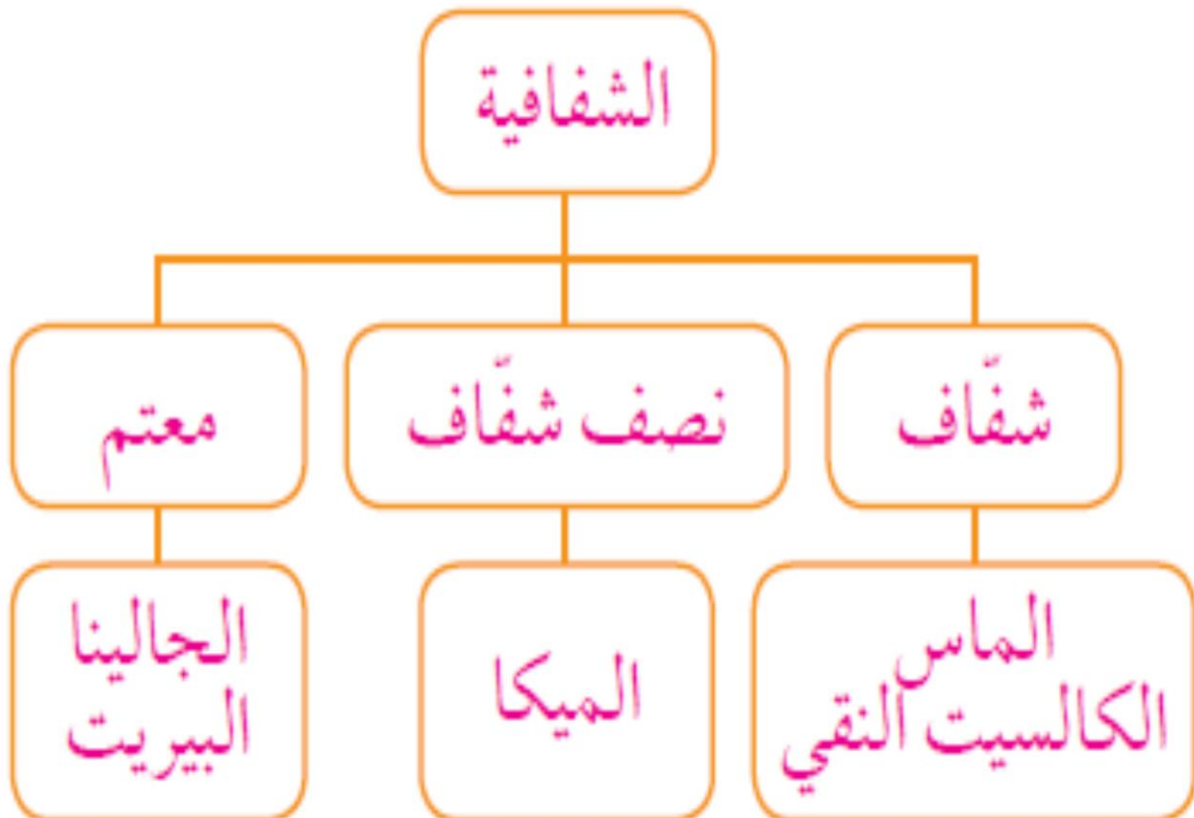 الشفافية
شفّاف
نصف شفّاف
معتم
الماس
الكالسيت النقي
الميكا
الجالينا
البيريت